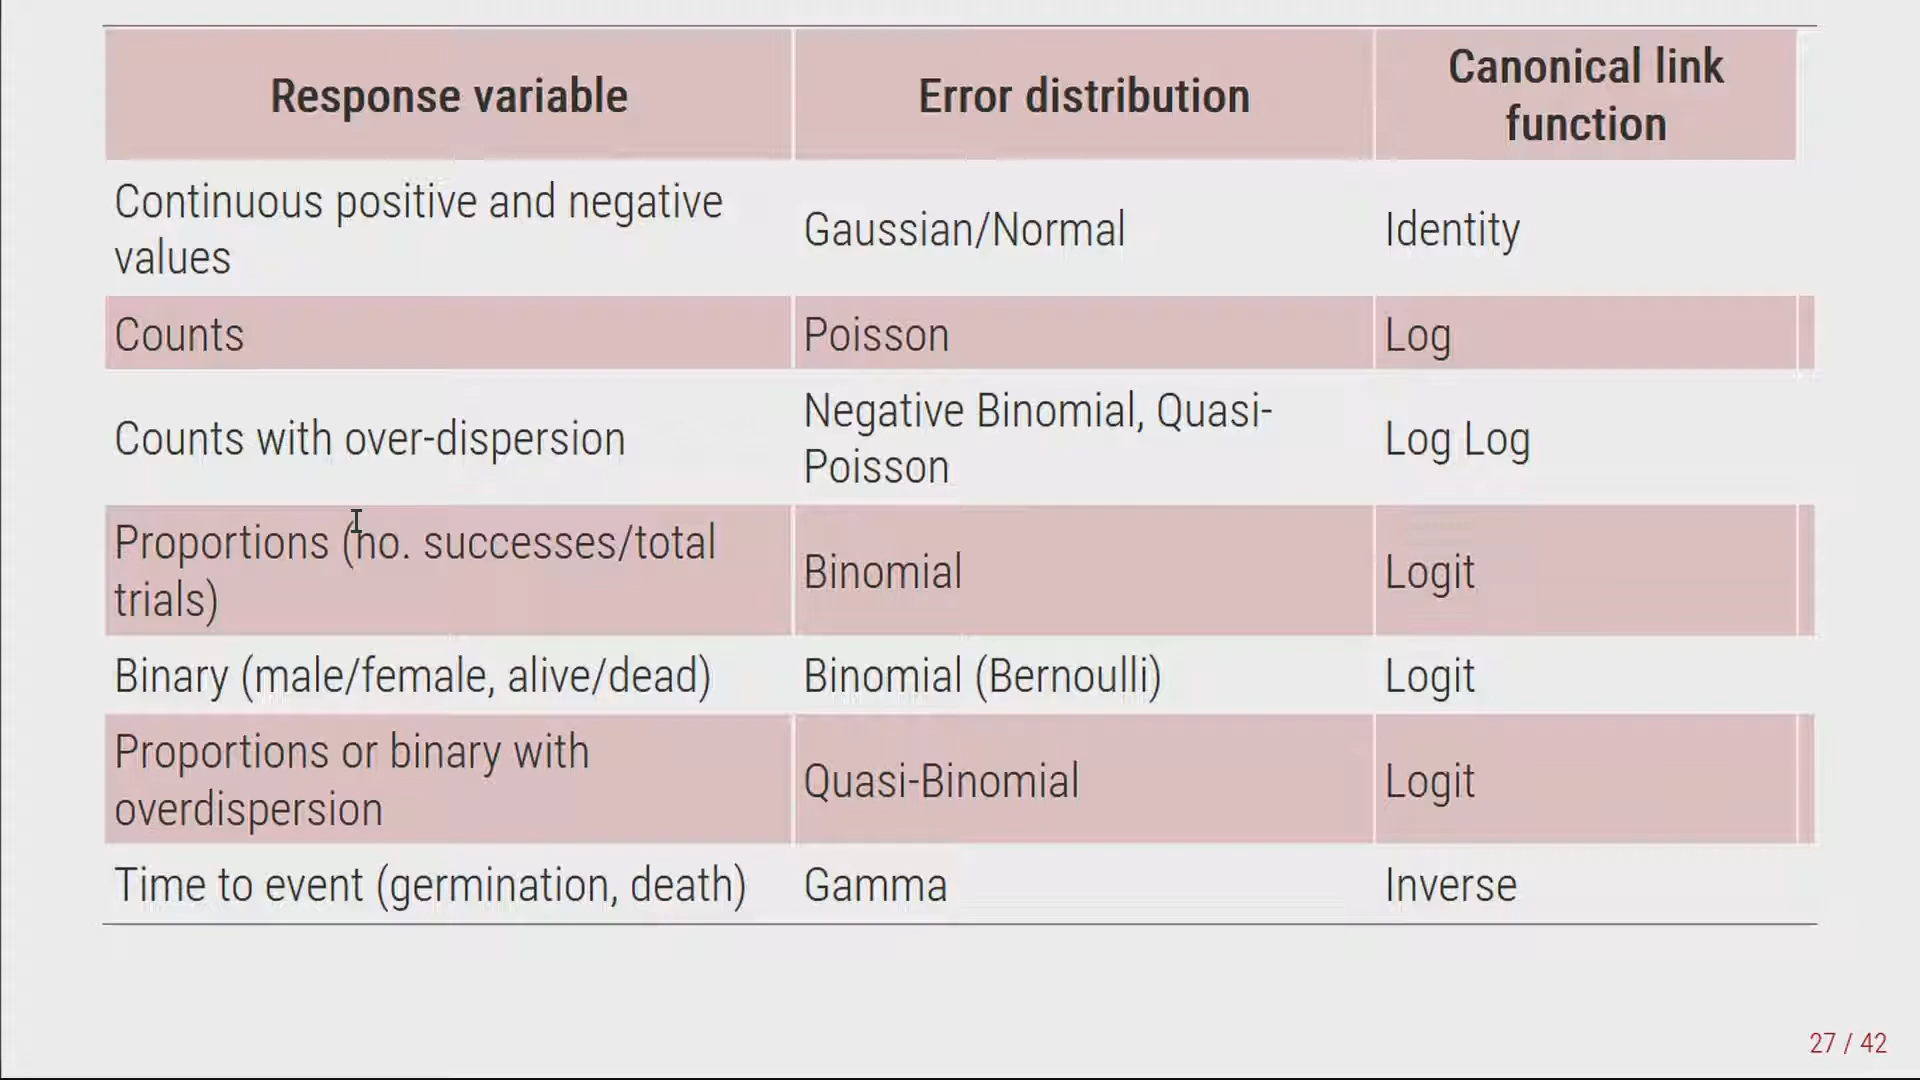 Response variable
Error distribution
Canonical link
function
Continuous positive and negative
values
Gaussian/Normal
Identity
Counts
Poisson
Log
Counts with over-dispersion
Negative Binomial, Quasi-
Poisson
Log Log
Proportions (no. successes/total
trials)
Binomial
Logit
Binary (male/female, alive/dead)
Binomial (Bernoulli)
Logit
Proportions or binary with
overdispersion
Quasi-Binomial
Logit
Time to event (germination, death)
Gamma
Inverse
27 / 42